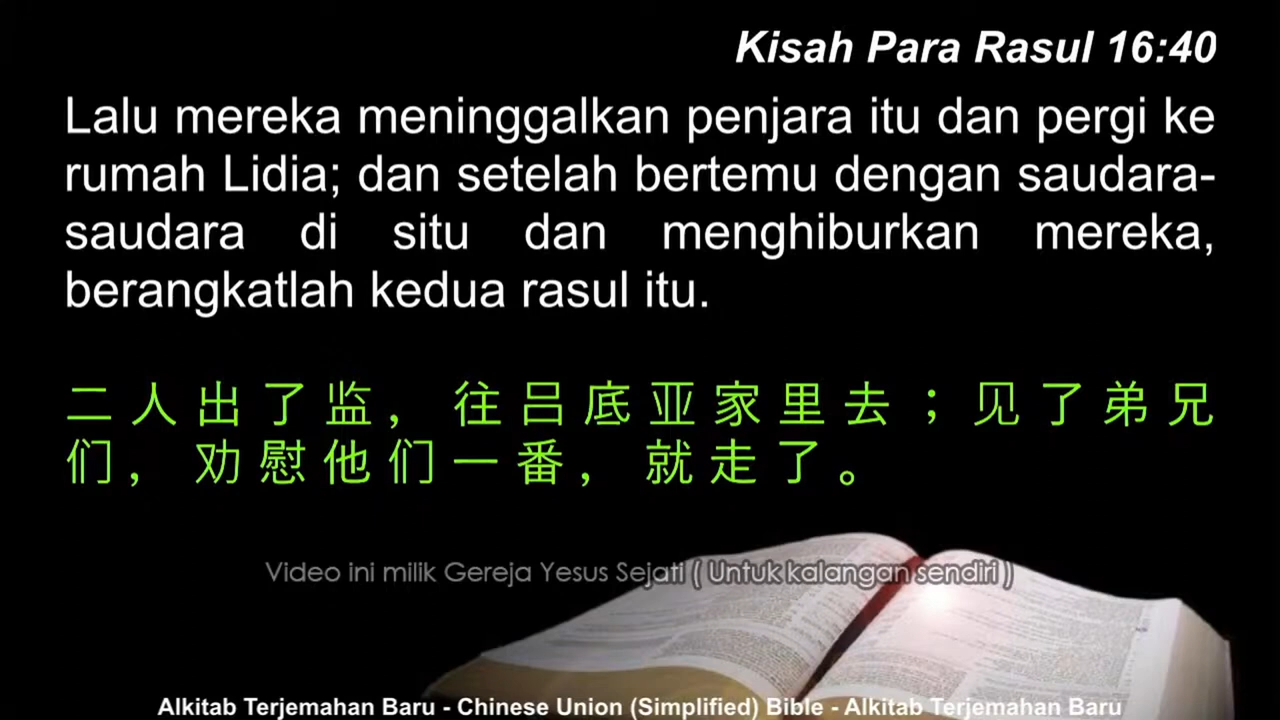 Kisah Para Rasul 16:40
Lalu mereka meninggalkan penjara itu dan pergi ke
rumah Lidia; dan setelah bertemu dengan saudara-
saudara di situ dan menghiburkan mereka,
berangkatlah kedua rasul itu.
二人出了监，往吕底亚家里去；见了弟兄
们，劝慰他们一番，就走了。
Video ini milik Gereja Yesus Sejati ( Untuk kalangan sendiri )
Alkitab Terjemahan Baru - Chinese Union (Simplified) Bible - Alkitab Terjemahan Baru